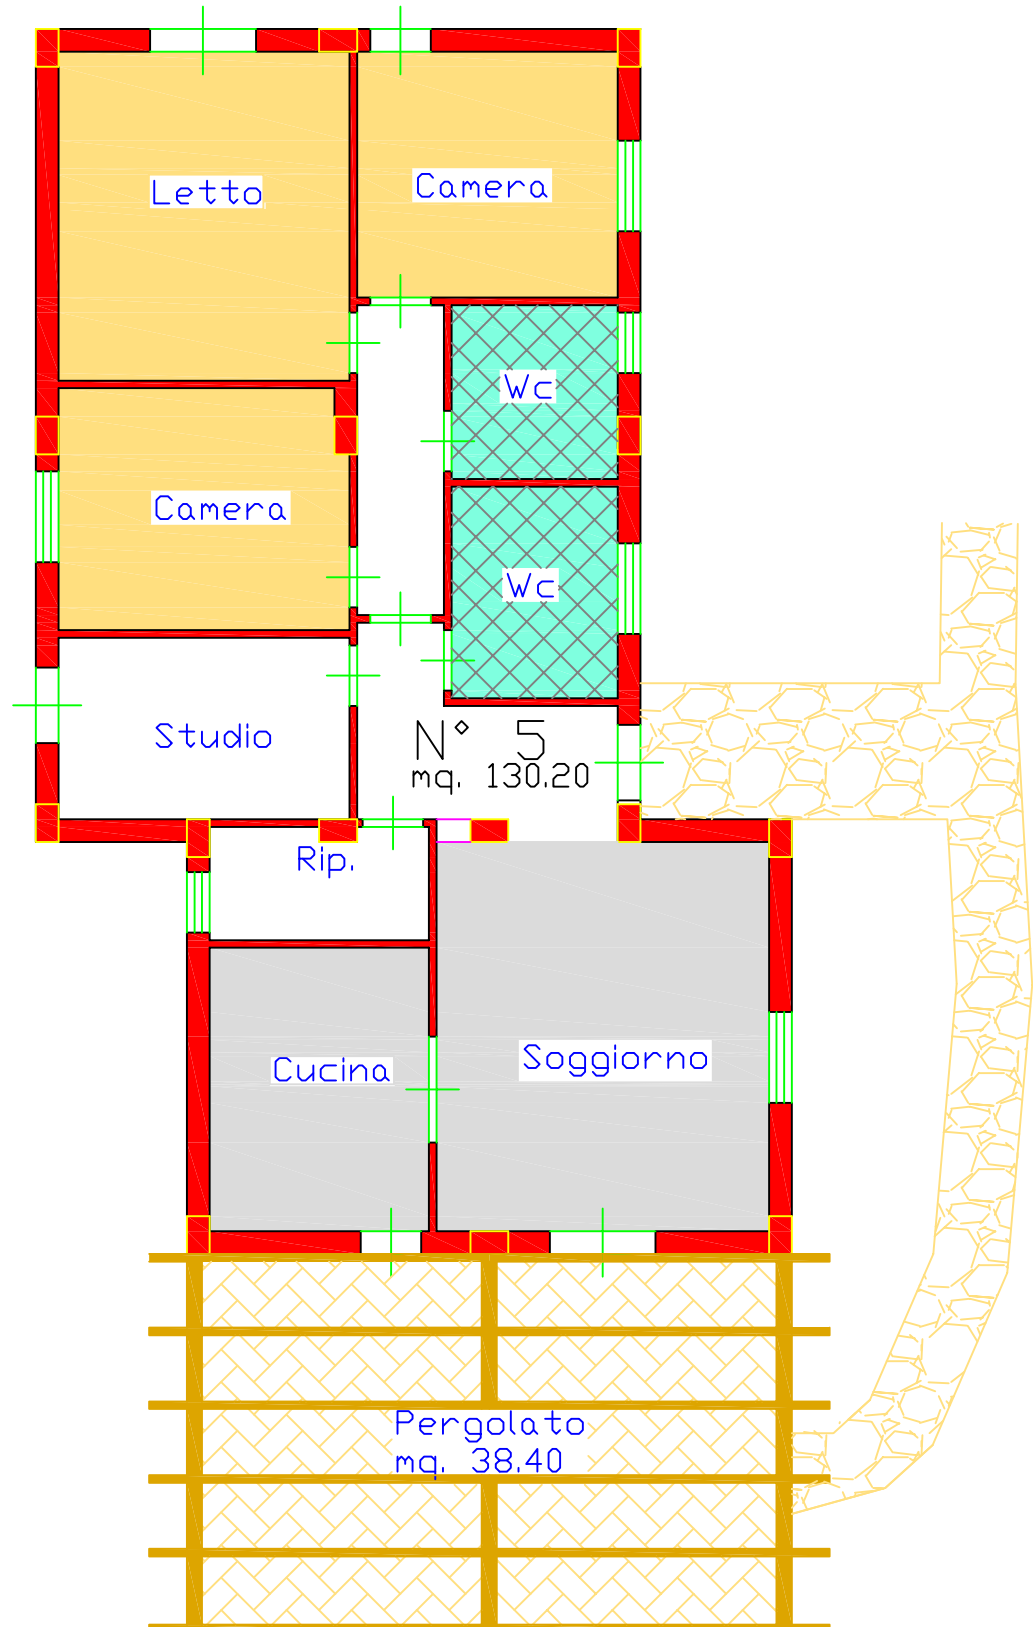 Letto
Camera
Wc
Camera
Wc
Studio
N° 5
mq. 130.20
Rip.
Cucina
Soggiorno
Pergolato
mq. 38.40